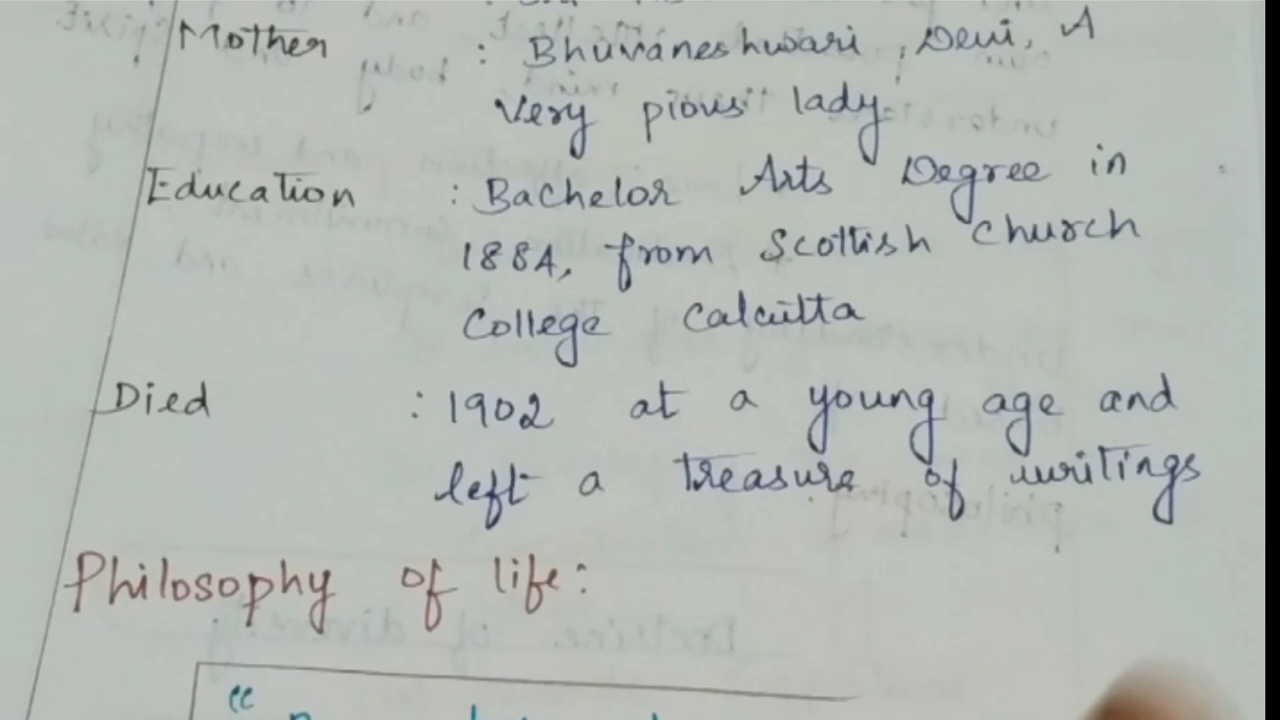 Mother : Bhuvaneshwari, Devi, A
Very pious lady
Education : Bachelor Arts Degree in
1884, from Scottish Church
College Calcutta
Died : 1902 at a young age and
left a treasure of writings
Philosophy of life:
“